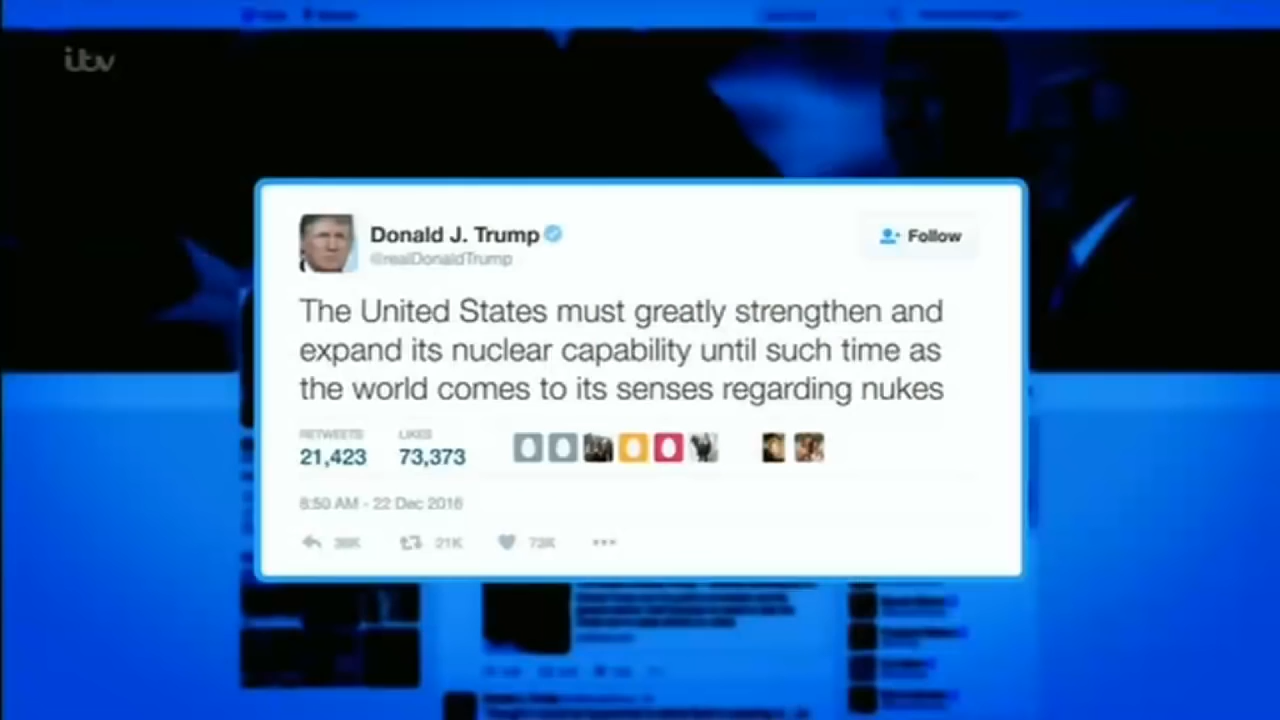 itv
Donald J. Trump
@realDonaldTrump
Follow
The United States must greatly strengthen and
expand its nuclear capability until such time as
the world comes to its senses regarding nukes
RETWEETS LIKES
21,423 73,373
8:50 AM - 22 Dec 2016
21K 73K